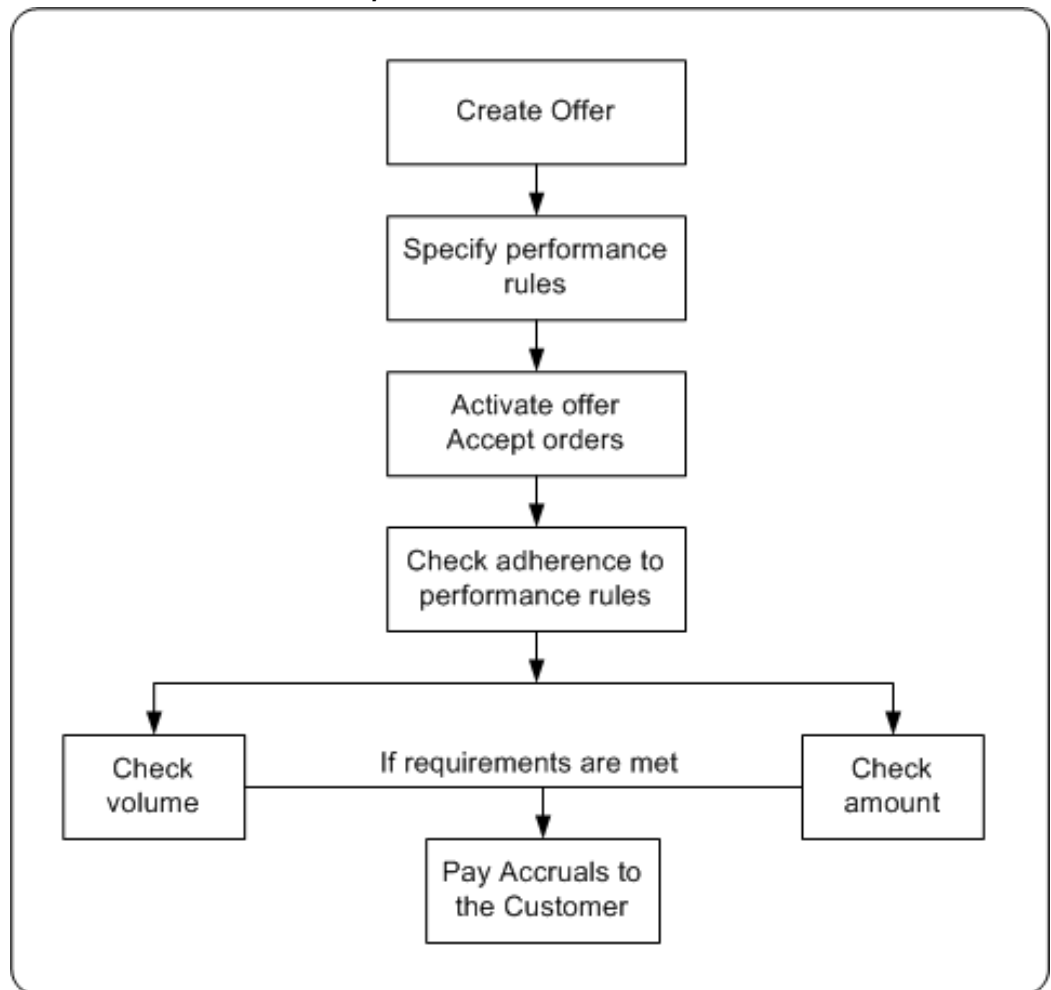 Create Offer
Specify performance
rules
Activate offer
Accept orders
Check adherence to
performance rules
Check
volume
If requirements are met
Check
amount
Pay Accruals to
the Customer